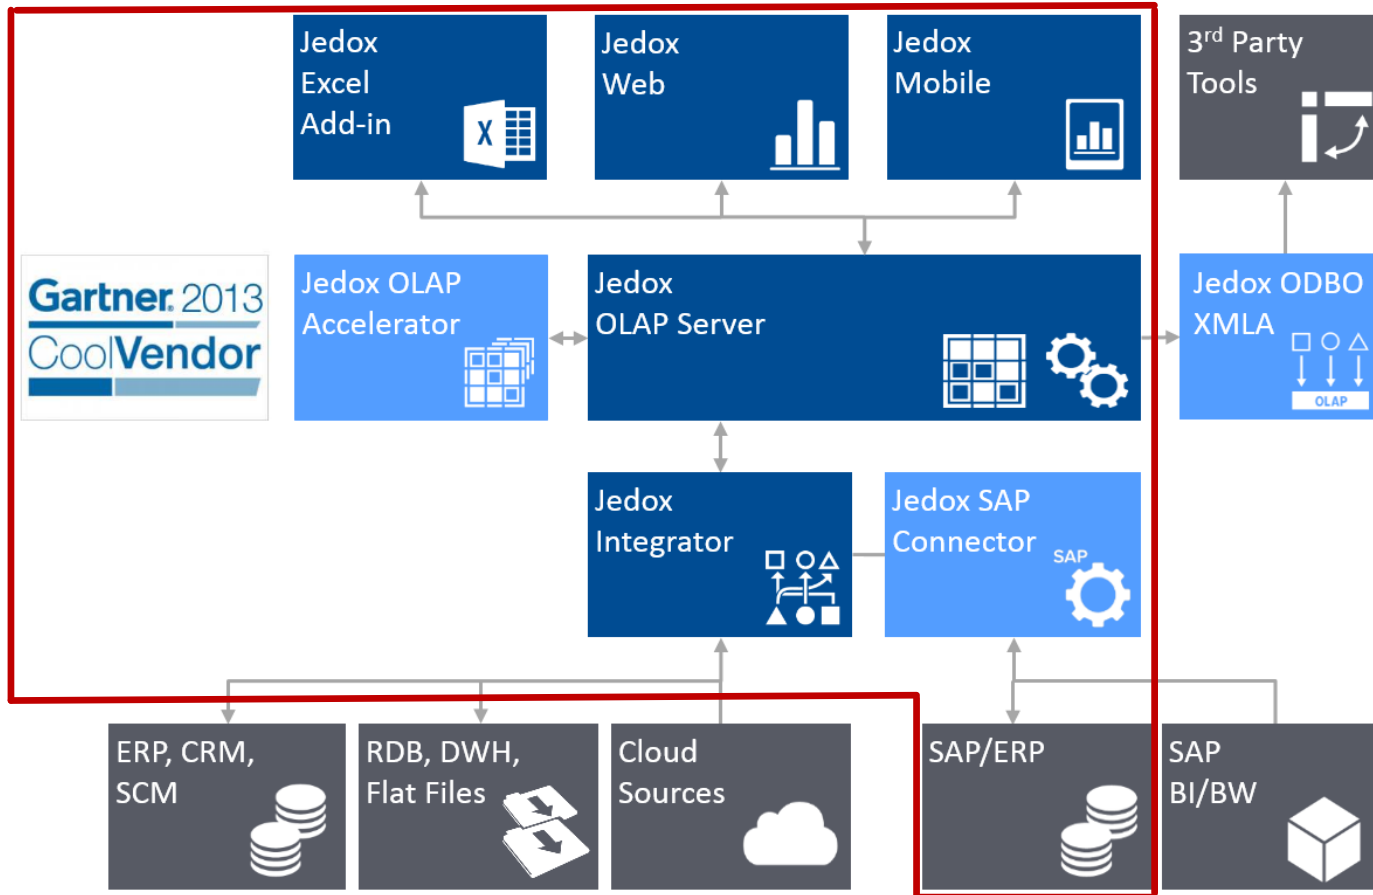 Jedox
Excel
Add-in
X
Jedox
Web
Jedox
Mobile
3rd Party
Tools
Gartner. 2013
CoolVendor
Jedox OLAP
Accelerator
Jedox
OLAP Server
Jedox ODBO
XMLA
OLAP
Jedox
Integrator
Jedox SAP
Connector
SAP
ERP, CRM,
SCM
RDB, DWH,
Flat Files
Cloud
Sources
SAP/ERP
SAP
BI/BW